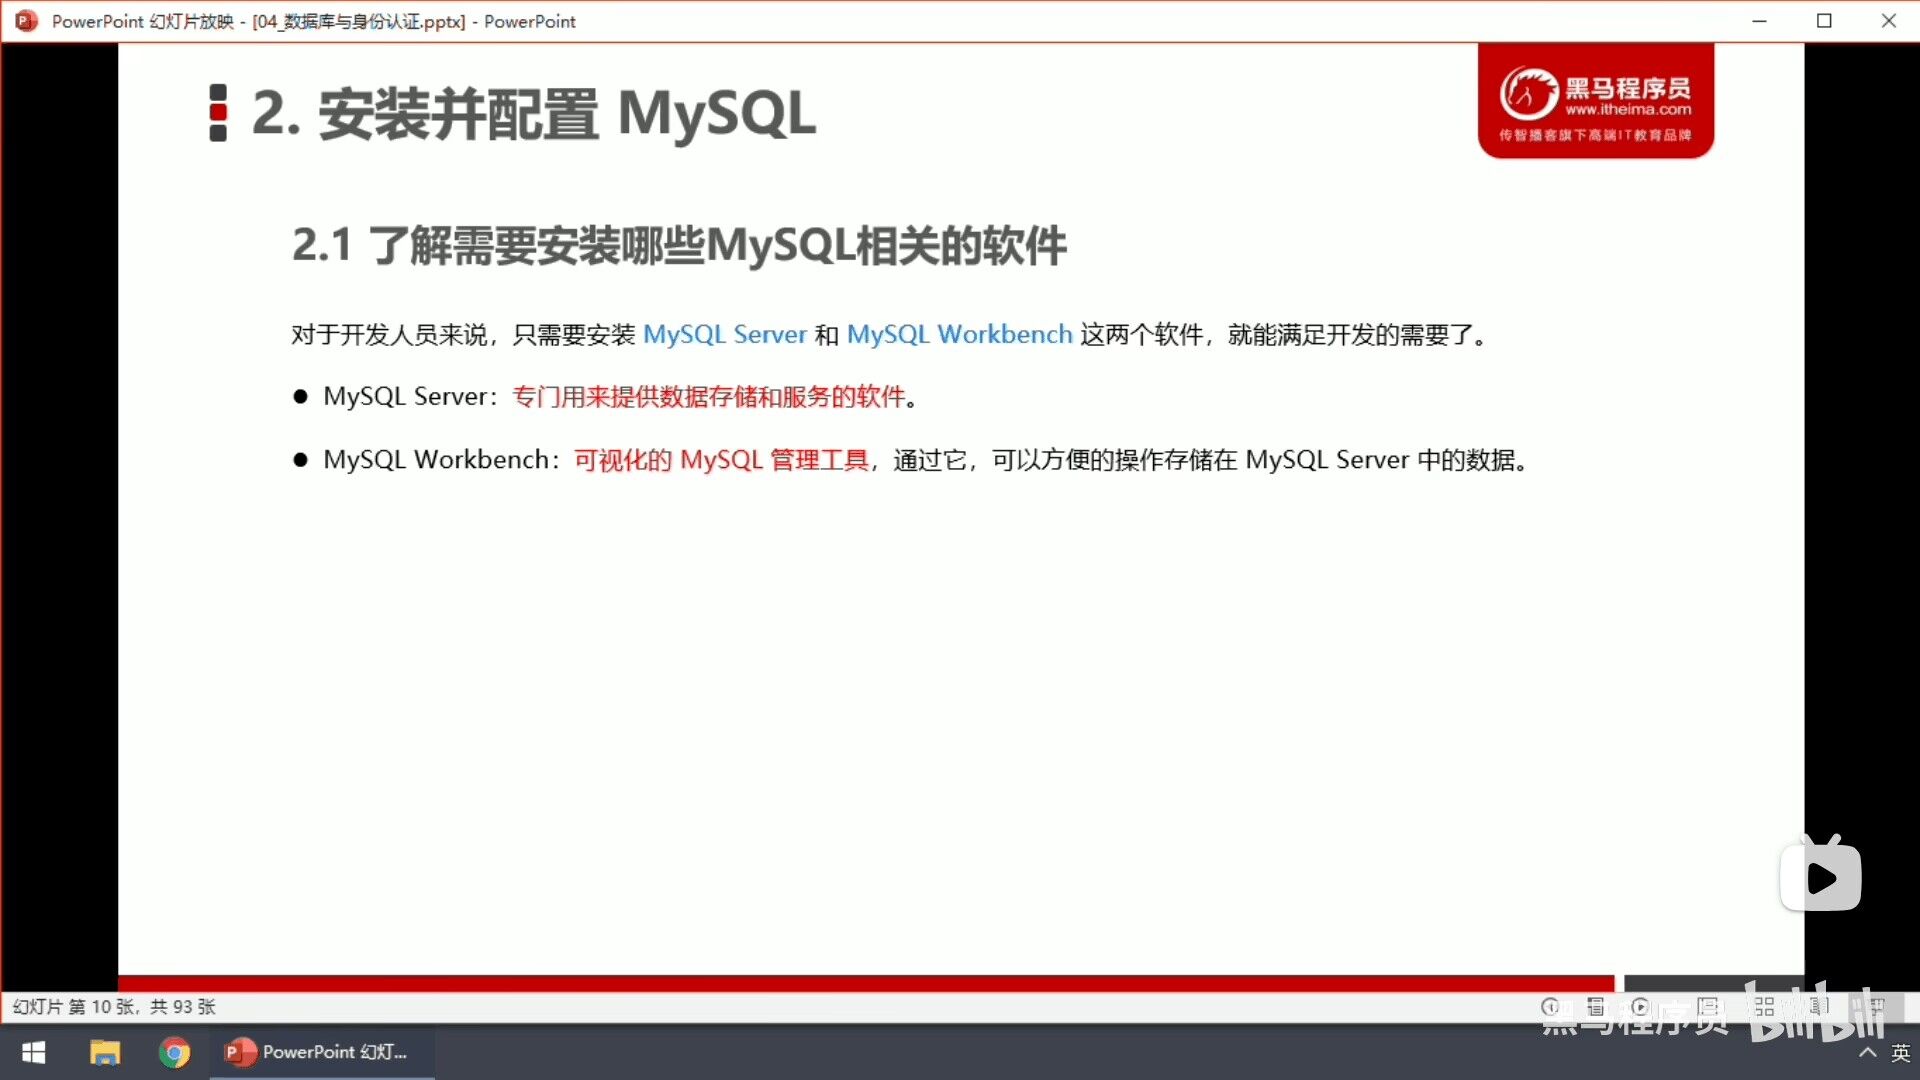 PowerPoint 幻灯片放映 - [04_数据库与身份认证.pptx] - PowerPoint
2. 安装并配置 MySQL
黑马程序员
www.itheima.com
传智播客旗下高端IT教育品牌
2.1 了解需要安装哪些MySQL相关的软件
对于开发人员来说，只需要安装 MySQL Server 和 MySQL Workbench 这两个软件，就能满足开发的需要了。
● MySQL Server：专门用来提供数据存储和服务的软件。
● MySQL Workbench：可视化的 MySQL 管理工具，通过它，可以方便的操作存储在 MySQL Server 中的数据。
幻灯片 第 10 张，共 93 张
黑马程序员 bilibili
PowerPoint 幻灯...
英